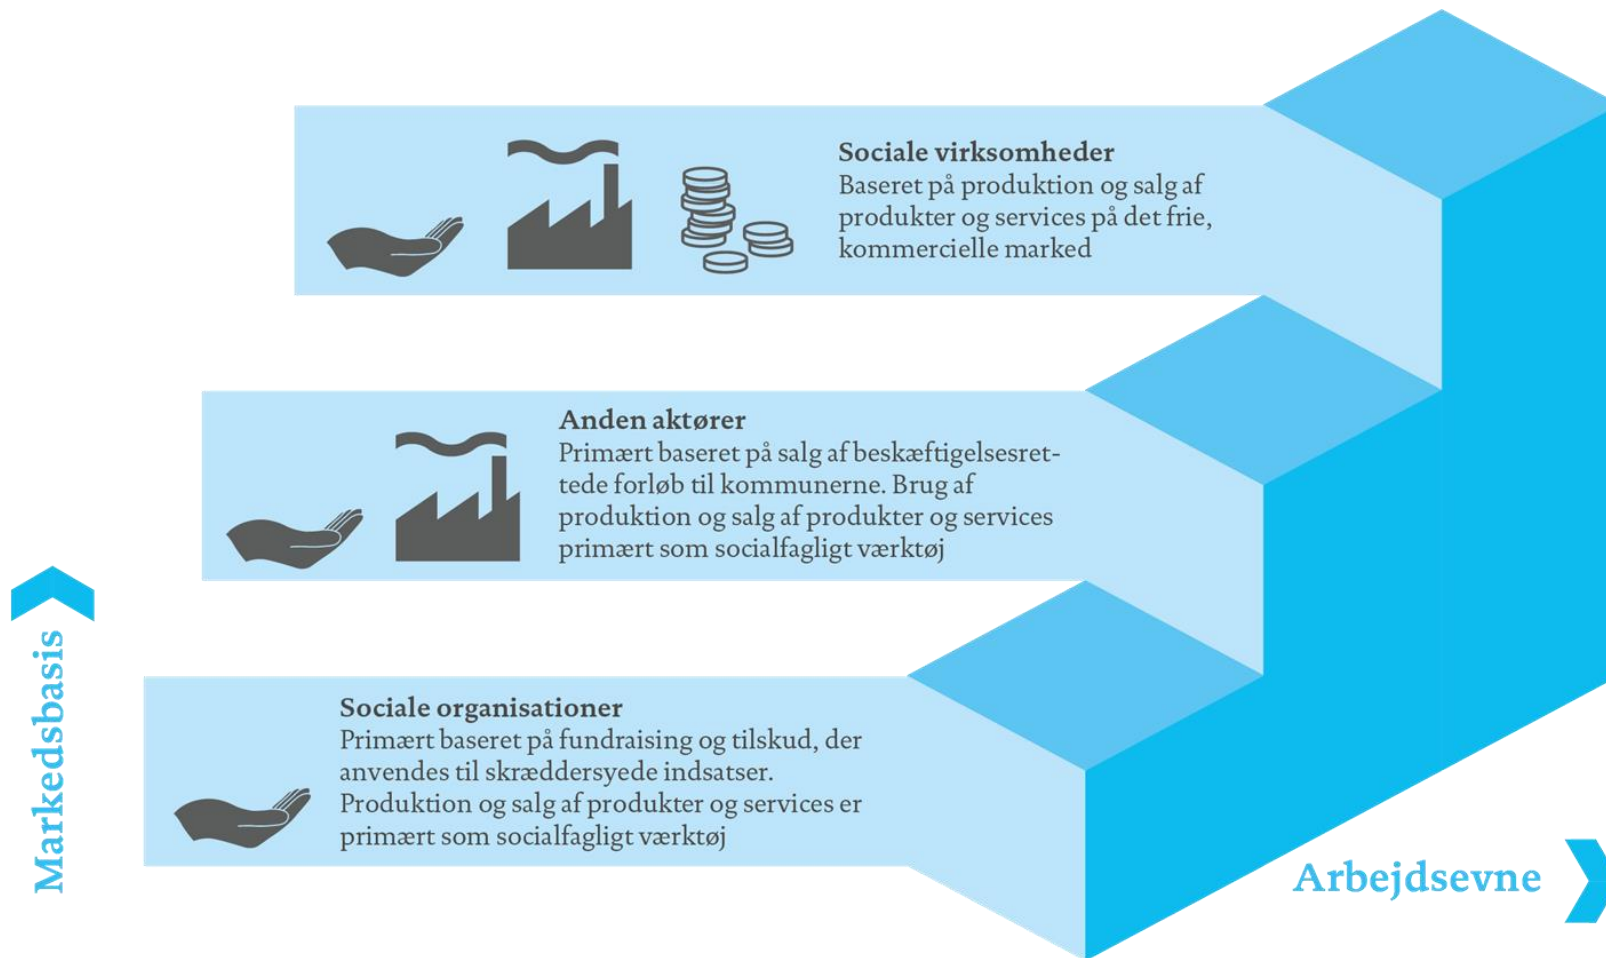 Sociale virksomheder
Baseret på produktion og salg af
produkter og services på det frie,
kommercielle marked
Anden aktører
Primært baseret på salg af beskæftigelsesret-
tede forløb til kommunerne. Brug af
produktion og salg af produkter og services
primært som socialfagligt værktøj
Sociale organisationer
Primært baseret på fundraising og tilskud, der
anvendes til skræddersyede indsatser.
Produktion og salg af produkter og services er
primært som socialfagligt værktøj
Markedsbasis
Arbejdsevne